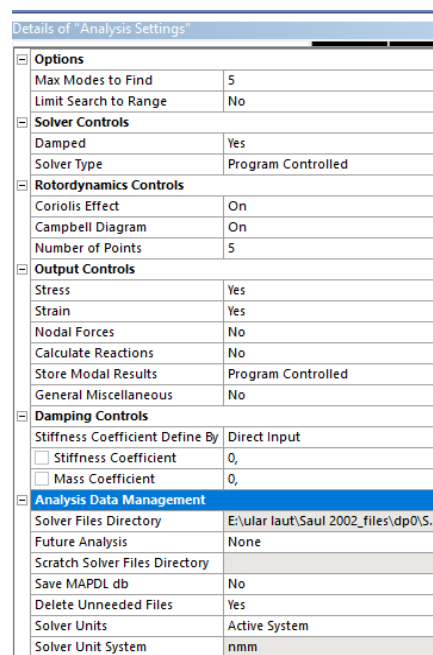 Details of "Analysis Settings"
Options
Max Modes to Find 5
Limit Search to Range No
Solver Controls
Damped Yes
Solver Type Program Controlled
Rotordynamics Controls
Coriolis Effect On
Campbell Diagram On
Number of Points 5
Output Controls
Stress Yes
Strain Yes
Nodal Forces No
Calculate Reactions No
Store Modal Results Program Controlled
General Miscellaneous No
Damping Controls
Stiffness Coefficient Define By Direct Input
Stiffness Coefficient 0,
Mass Coefficient 0,
Analysis Data Management
Solver Files Directory E:\ular laut\Saul 2002_files\dp0\S...
Future Analysis None
Scratch Solver Files Directory
Save MAPDL db No
Delete Unneeded Files Yes
Solver Units Active System
Solver Unit System nmm